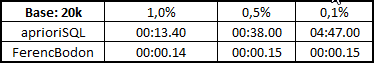 Base: 20k 1,0% 0,5% 0,1%
aprioriSQL 00:13.40 00:38.00 04:47.00
FerencBodon 00:00.14 00:00.15 00:00.15